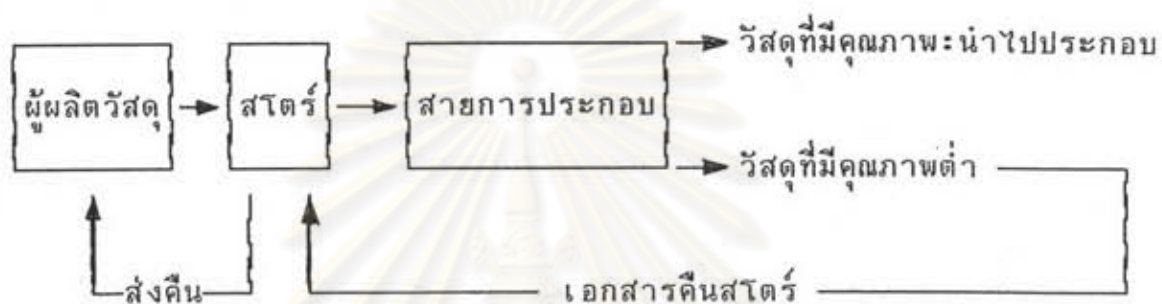 วัสดุที่มีคุณภาพ:นำไปประกอบ
ผู้ผลิตวัสดุ
สโตร์
สายการประกอบ
วัสดุที่มีคุณภาพต่ำ
ส่งคืน
เอกสารคืนสโตร์